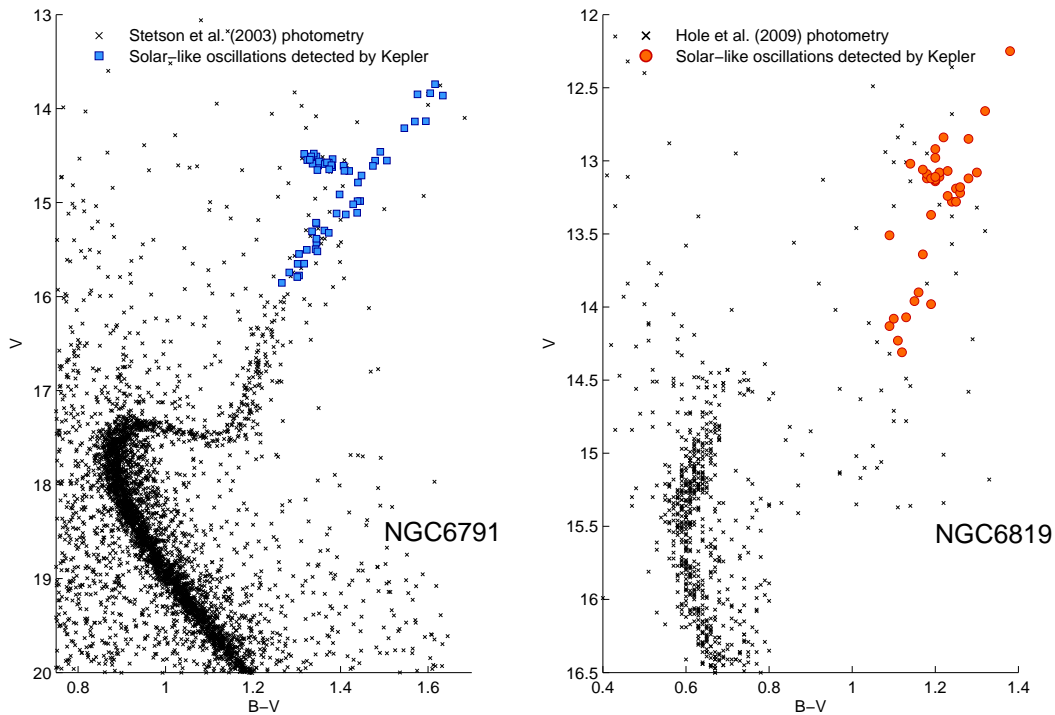 × Stetson et al. (2003) photometry
Solar−like oscillations detected by Kepler
NGC6791
V
13
14
15
16
17
18
19
20
0.8
1
1.2
1.4
1.6
B−V
× Hole et al. (2009) photometry
Solar−like oscillations detected by Kepler
NGC6819
V
12
12.5
13
13.5
14
14.5
15
15.5
16
16.5
0.4
0.6
0.8
1
1.2
1.4
B−V